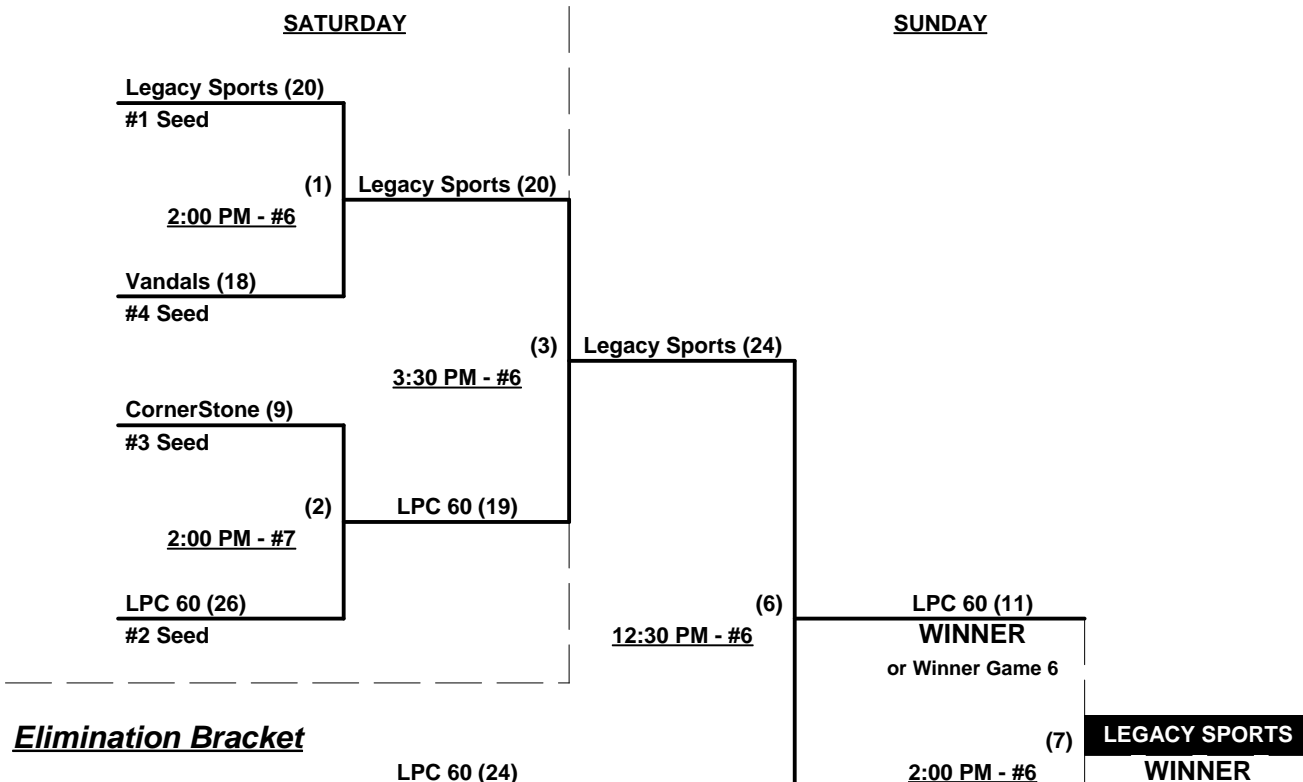 SATURDAY
SUNDAY
Legacy Sports (20)
#1 Seed
(1)
Legacy Sports (20)
2:00 PM - #6
Vandals (18)
#4 Seed
(3)
Legacy Sports (24)
3:30 PM - #6
CornerStone (9)
#3 Seed
(2)
LPC 60 (19)
2:00 PM - #7
LPC 60 (26)
#2 Seed
(6)
LPC 60 (11)
12:30 PM - #6
WINNER
or Winner Game 6
Elimination Bracket
(7)
LEGACY SPORTS
LPC 60 (24)
2:00 PM - #6
WINNER